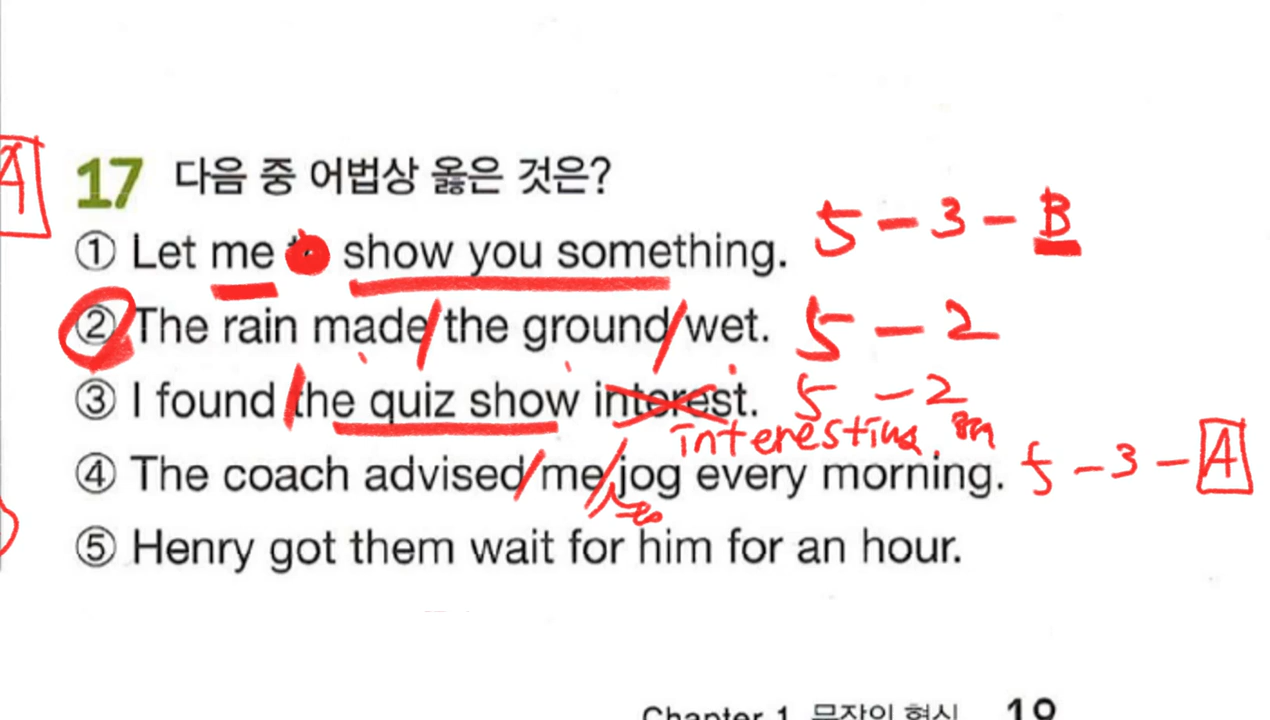 A
17 다음 중 어법상 옳은 것은?
① Let me show you something. 5-3-B
② The rain made/the ground/wet. 5-2
③ I found the quiz show interest. 5-2
interesting
④ The coach advised/me/jog every morning. 5-3-A
to
⑤ Henry got them wait for him for an hour.
Chapter 1 문장의 형식 19